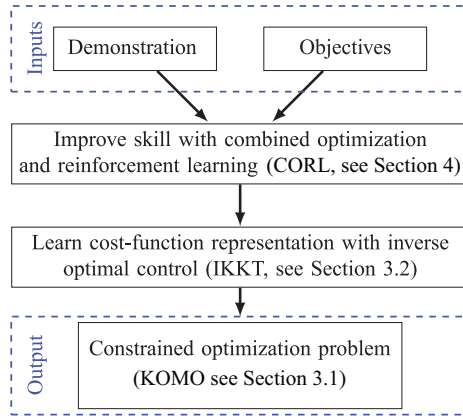 Inputs
Demonstration
Objectives
Improve skill with combined optimization
and reinforcement learning (CORL, see Section 4)
Learn cost-function representation with inverse
optimal control (IKKT, see Section 3.2)
Output
Constrained optimization problem
(KOMO see Section 3.1)